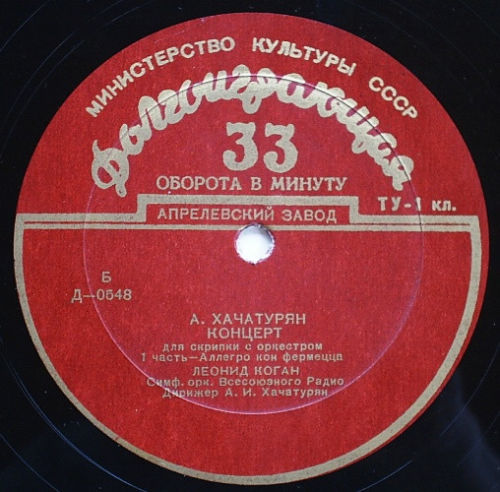 МИНИСТЕРСТВО КУЛЬТУРЫ СССР
Долгоиграющая
33
ОБОРОТА В МИНУТУ
ТУ-1 кл.
АПРЕЛЕВСКИЙ ЗАВОД
Б
Д—0548
А. ХАЧАТУРЯН
КОНЦЕРТ
для скрипки с оркестром
1 часть—Аллегро кон фермецца
ЛЕОНИД КОГАН
Симф. орк. Всесоюзного Радио
Дирижер А. И. Хачатурян